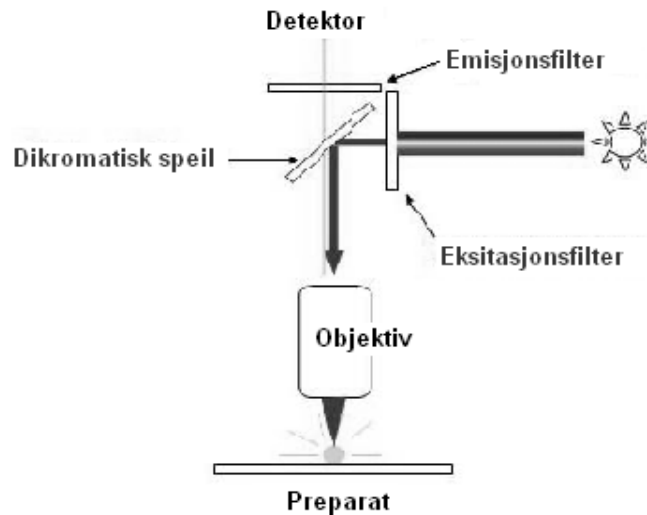 Detektor
Emisjonsfilter
Dikromatisk speil
Eksitasjonsfilter
Objektiv
Preparat